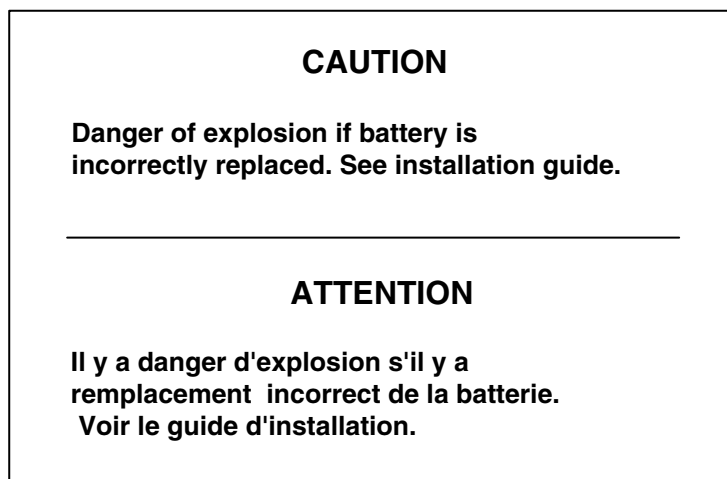 CAUTION
Danger of explosion if battery is
incorrectly replaced. See installation guide.
ATTENTION
Il y a danger d'explosion s'il y a
remplacement  incorrect de la batterie.
Voir le guide d'installation.